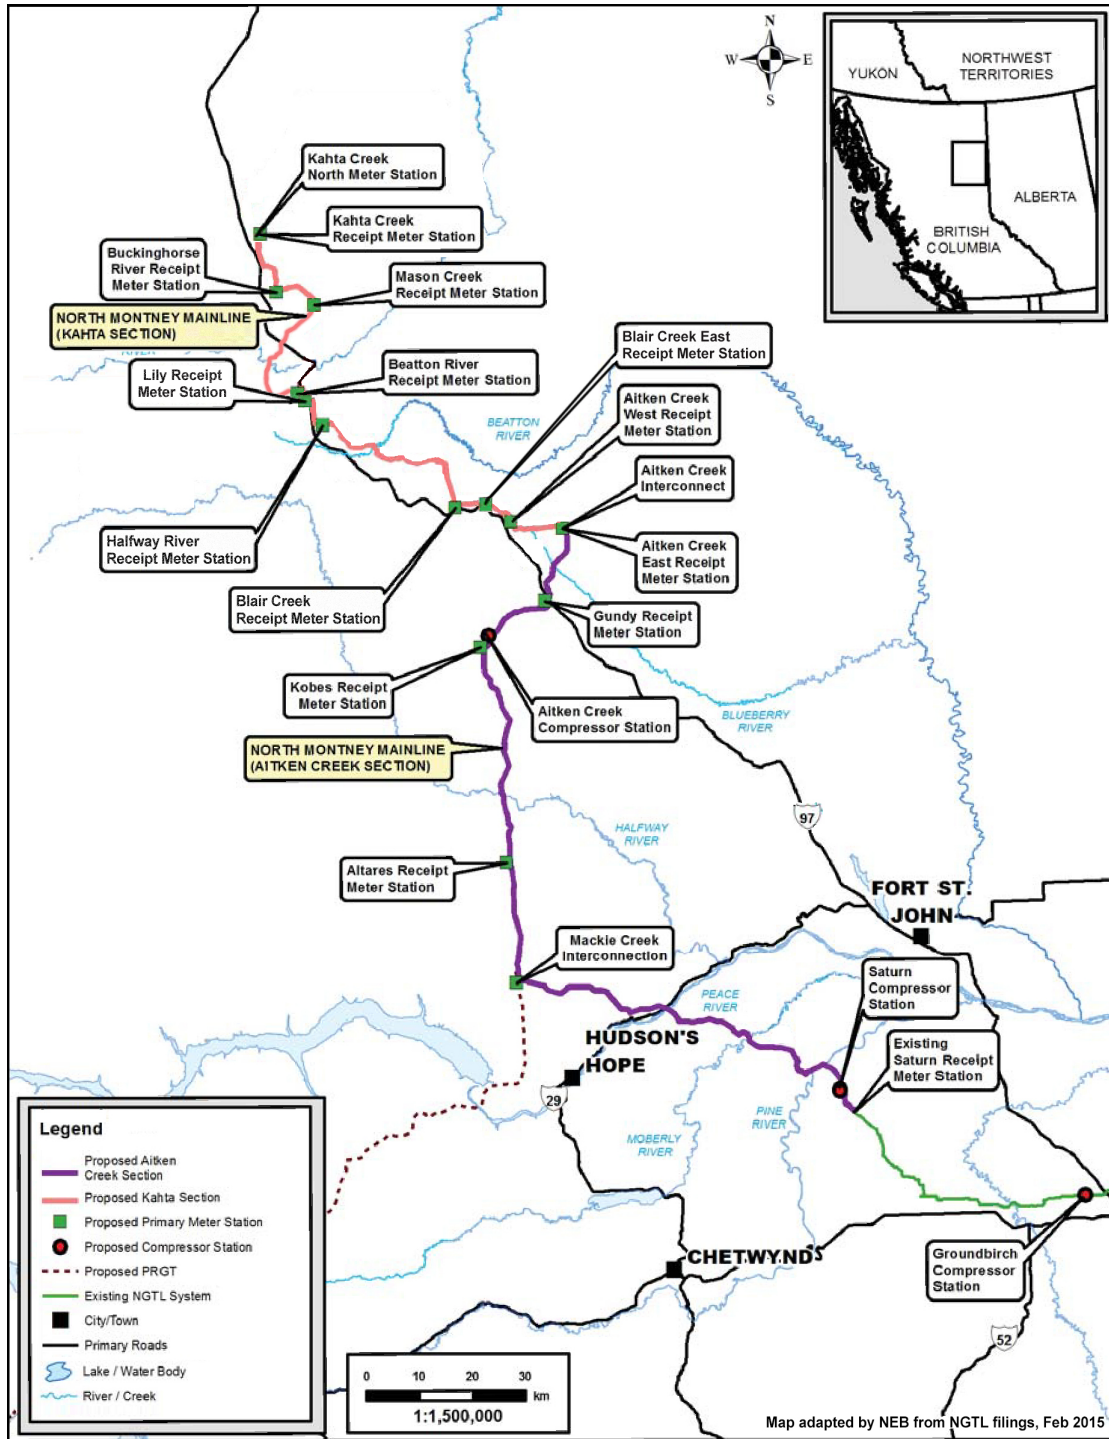 N
W
E
S
YUKON
NORTHWEST
TERRITORIES
ALBERTA
BRITISH
COLUMBIA
Kahta Creek
North Meter Station
Kahta Creek
Receipt Meter Station
Buckinghorse
River Receipt
Meter Station
Mason Creek
Receipt Meter Station
NORTH MONTNEY MAINLINE
(KAHTA SECTION)
RIVER
Blair Creek East
Receipt Meter Station
Lily Receipt
Meter Station
Beatton River
Receipt Meter Station
Aitken Creek
West Receipt
Meter Station
BEATTON
RIVER
Aitken Creek
Interconnect
Halfway River
Receipt Meter Station
Aitken Creek
East Receipt
Meter Station
Blair Creek
Receipt Meter Station
Gundy Receipt
Meter Station
Kobes Receipt
Meter Station
Aitken Creek
Compressor Station
BLUEBERRY
RIVER
NORTH MONTNEY MAINLINE
(AITKEN CREEK SECTION)
97
HALFWAY
RIVER
Altares Receipt
Meter Station
FORT ST.
JOHN
Mackie Creek
Interconnection
Saturn
Compressor
Station
PEACE
RIVER
HUDSON'S
HOPE
Existing
Saturn Receipt
Meter Station
29
PINE
RIVER
MOBERLY
RIVER
CHETWYND
Groundbirch
Compressor
Station
52
Legend
Proposed Aitken
Creek Section
Proposed Kahta Section
Proposed Primary Meter Station
Proposed Compressor Station
Proposed PRGT
Existing NGTL System
City/Town
Primary Roads
Lake / Water Body
River / Creek
0 10 20 30
km
1:1,500,000
Map adapted by NEB from NGTL filings, Feb 2015